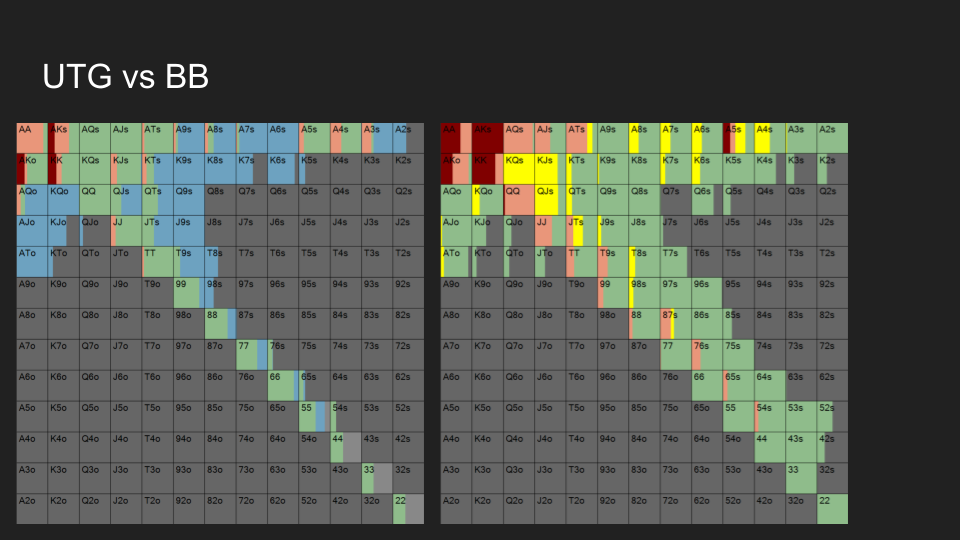 UTG vs BB
AA AKs AQs AJs ATs A9s A8s A7s A6s A5s A4s A3s A2s AA AKs AQs AJs ATs A9s A8s A7s A6s A5s A4s A3s A2s
AKo KK KQs KJs KTs K9s K8s K7s K6s K5s K4s K3s K2s AKo KK KQs KJs KTs K9s K8s K7s K6s K5s K4s K3s K2s
AQo KQo QQ QJs QTs Q9s Q8s Q7s Q6s Q5s Q4s Q3s Q2s AQo KQo QQ QJs QTs Q9s Q8s Q7s Q6s Q5s Q4s Q3s Q2s
AJo KJo QJo JJ JTs J9s J8s J7s J6s J5s J4s J3s J2s AJo KJo QJo JJ JTs J9s J8s J7s J6s J5s J4s J3s J2s
ATo KTo QTo JTo TT T9s T8s T7s T6s T5s T4s T3s T2s ATo KTo QTo JTo TT T9s T8s T7s T6s T5s T4s T3s T2s
A9o K9o Q9o J9o T9o 99 98s 97s 96s 95s 94s 93s 92s A9o K9o Q9o J9o T9o 99 98s 97s 96s 95s 94s 93s 92s
A8o K8o Q8o J8o T8o 98o 88 87s 86s 85s 84s 83s 82s A8o K8o Q8o J8o T8o 98o 88 87s 86s 85s 84s 83s 82s
A7o K7o Q7o J7o T7o 97o 87o 77 76s 75s 74s 73s 72s A7o K7o Q7o J7o T7o 97o 87o 77 76s 75s 74s 73s 72s
A6o K6o Q6o J6o T6o 96o 86o 76o 66 65s 64s 63s 62s A6o K6o Q6o J6o T6o 96o 86o 76o 66 65s 64s 63s 62s
A5o K5o Q5o J5o T5o 95o 85o 75o 65o 55 54s 53s 52s A5o K5o Q5o J5o T5o 95o 85o 75o 65o 55 54s 53s 52s
A4o K4o Q4o J4o T4o 94o 84o 74o 64o 54o 44 43s 42s A4o K4o Q4o J4o T4o 94o 84o 74o 64o 54o 44 43s 42s
A3o K3o Q3o J3o T3o 93o 83o 73o 63o 53o 43o 33 32s A3o K3o Q3o J3o T3o 93o 83o 73o 63o 53o 43o 33 32s
A2o K2o Q2o J2o T2o 92o 82o 72o 62o 52o 42o 32o 22 A2o K2o Q2o J2o T2o 92o 82o 72o 62o 52o 42o 32o 22